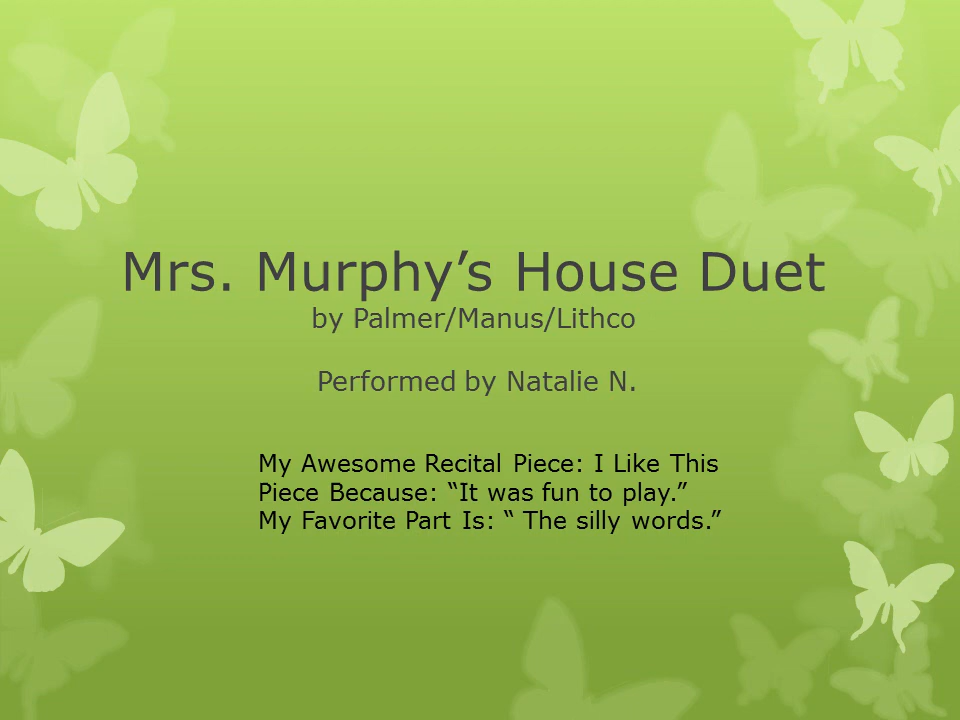 Mrs. Murphy’s House Duet
by Palmer/Manus/Lithco
Performed by Natalie N.
My Awesome Recital Piece: I Like This
Piece Because: “It was fun to play.”
My Favorite Part Is: “ The silly words.”